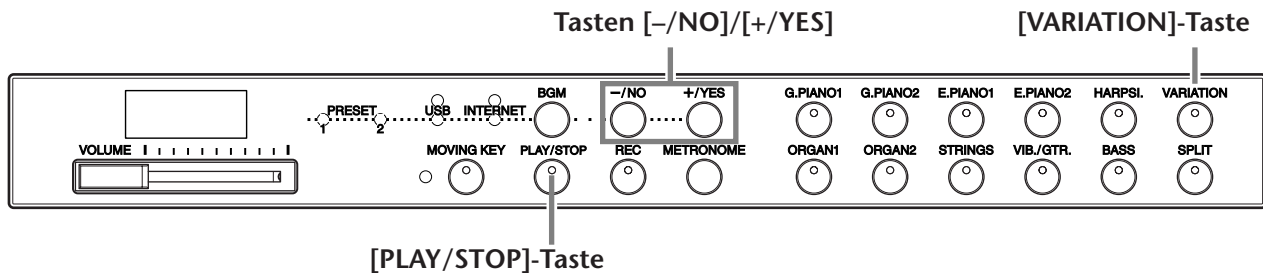 Tasten [–/NO]/[+/YES] [VARIATION]-Taste
BGM −/NO +/YES G.PIANO1 G.PIANO2 E.PIANO1 E.PIANO2 HARPSI. VARIATION
PRESET USB INTERNET
1 2
VOLUME MOVING KEY PLAY/STOP REC METRONOME ORGAN1 ORGAN2 STRINGS VIB./GTR. BASS SPLIT
[PLAY/STOP]-Taste